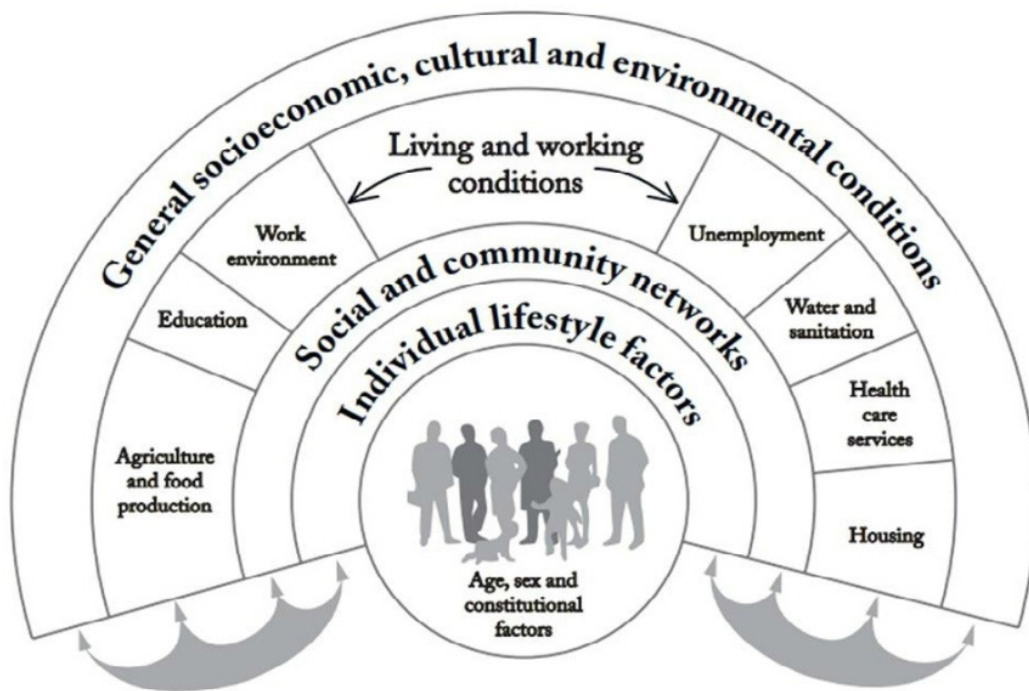 General socioeconomic, cultural and environmental conditions
Living and working
conditions
Work
environment
Unemployment
Education
Water and
sanitation
Agriculture
and food
production
Health
care
services
Housing
Social and community networks
Individual lifestyle factors
Age, sex and
constitutional
factors